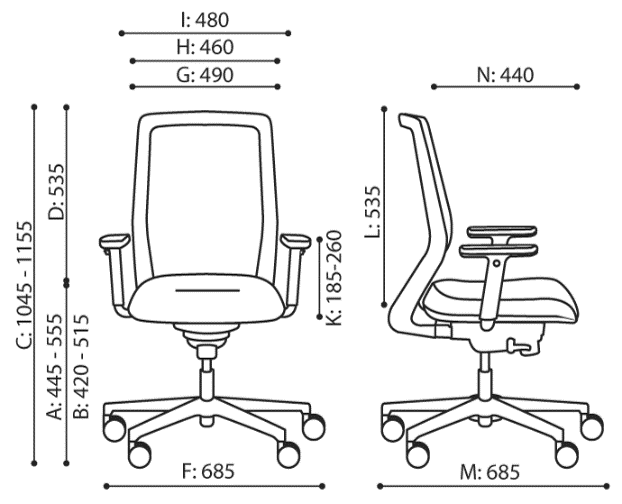 I: 480
H: 460
G: 490
N: 440
D: 535
L: 535
C: 1045 - 1155
K: 185-260
A: 445 - 555
B: 420 - 515
F: 685
M: 685